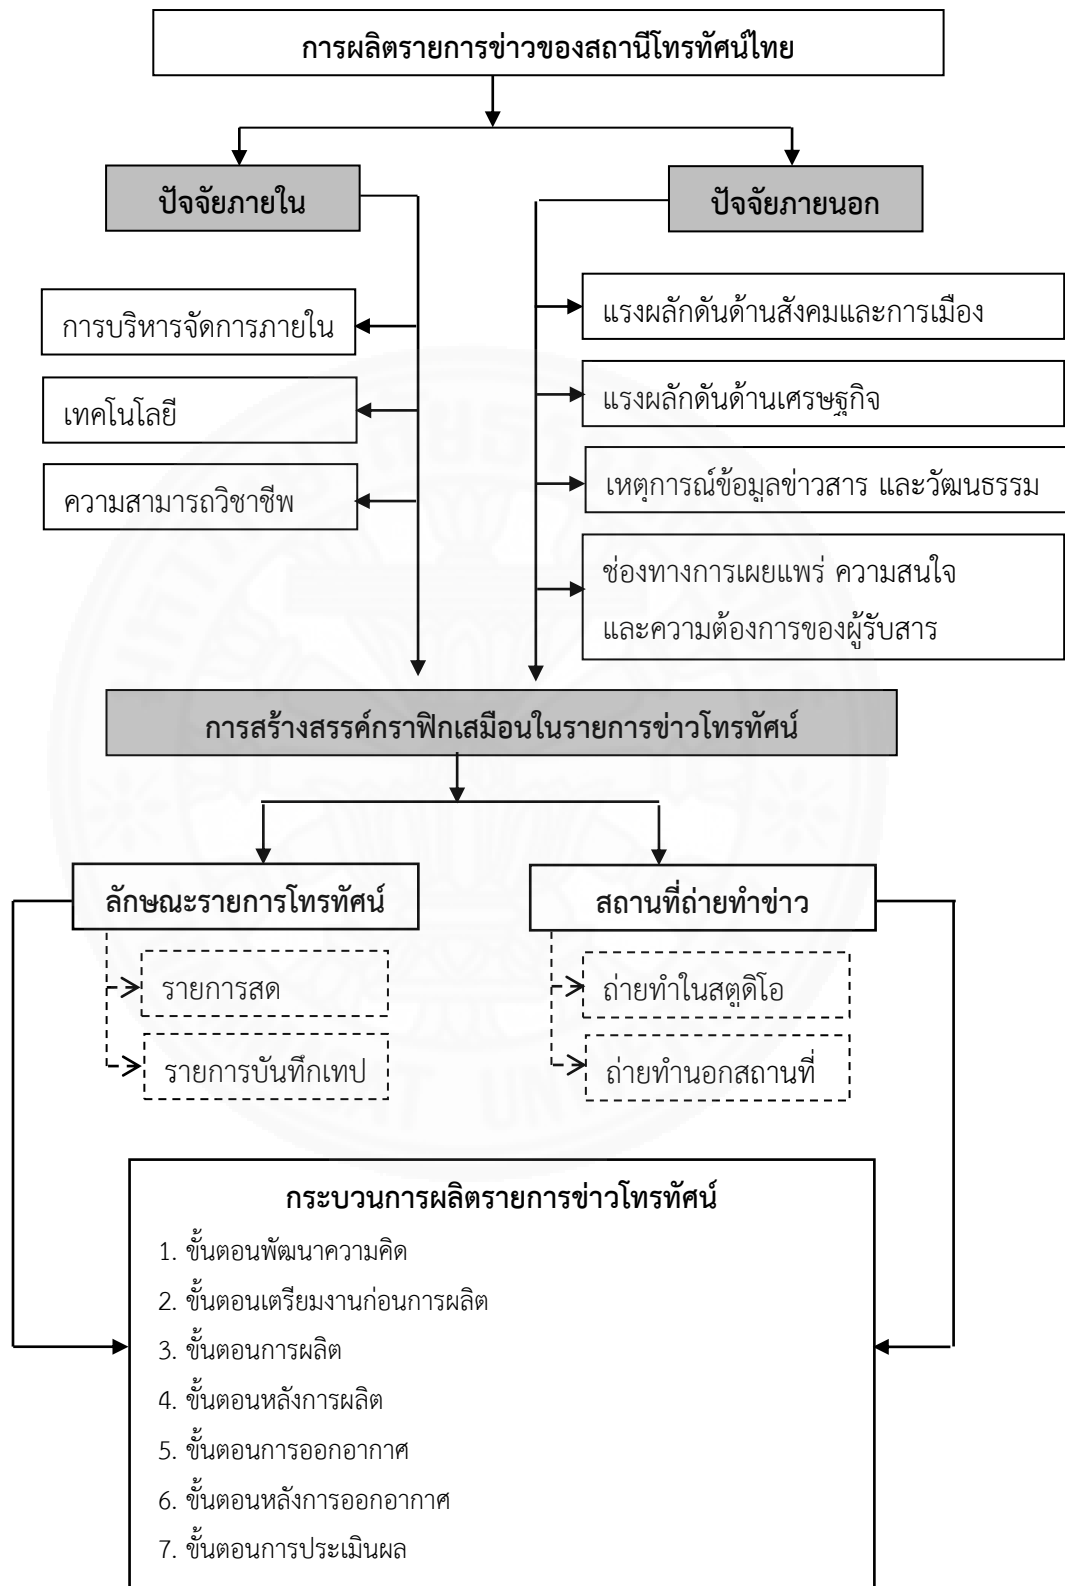 การผลิตรายการข่าวของสถานีโทรทัศน์ไทย
ปัจจัยภายใน
ปัจจัยภายนอก
การบริหารจัดการภายใน
เทคโนโลยี
ความสามารถวิชาชีพ
แรงผลักดันด้านสังคมและการเมือง
แรงผลักดันด้านเศรษฐกิจ
เหตุการณ์ข้อมูลข่าวสาร และวัฒนธรรม
ช่องทางการเผยแพร่ ความสนใจ
และความต้องการของผู้รับสาร
การสร้างสรรค์กราฟิกเสมือนในรายการข่าวโทรทัศน์
ลักษณะรายการโทรทัศน์
รายการสด
รายการบันทึกเทป
สถานที่ถ่ายทำข่าว
ถ่ายทำในสตูดิโอ
ถ่ายทำนอกสถานที่
กระบวนการผลิตรายการข่าวโทรทัศน์
1. ขั้นตอนพัฒนาความคิด
2. ขั้นตอนเตรียมงานก่อนการผลิต
3. ขั้นตอนการผลิต
4. ขั้นตอนหลังการผลิต
5. ขั้นตอนการออกอากาศ
6. ขั้นตอนหลังการออกอากาศ
7. ขั้นตอนการประเมินผล